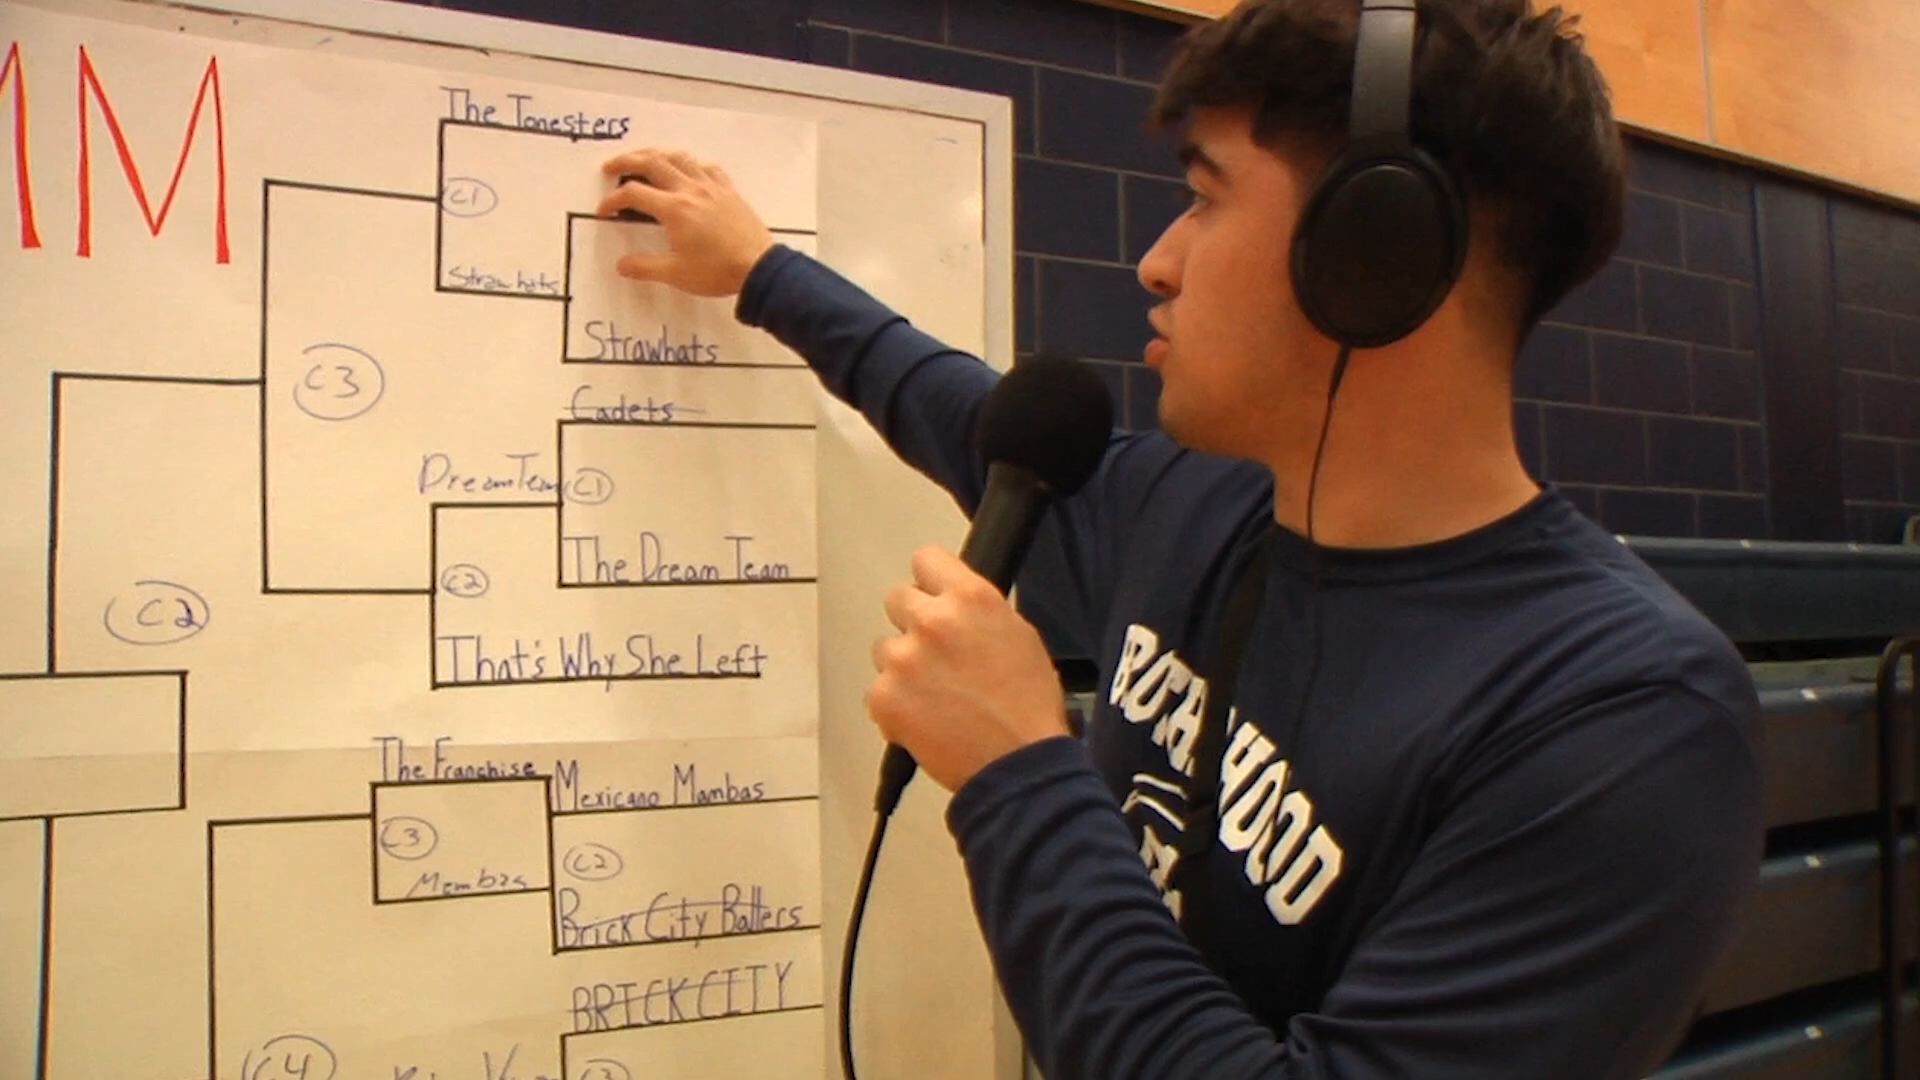 MM
The Tonesters
C1
Strawhats
Strawhats
C3
Cadets
Dream Team
C1
The Dream Team
C2
C2
That's Why She Left
The Franchise
Mexicano Mambas
C3
C2
Mambas
Brick City Ballers
BRICK CITY
C4